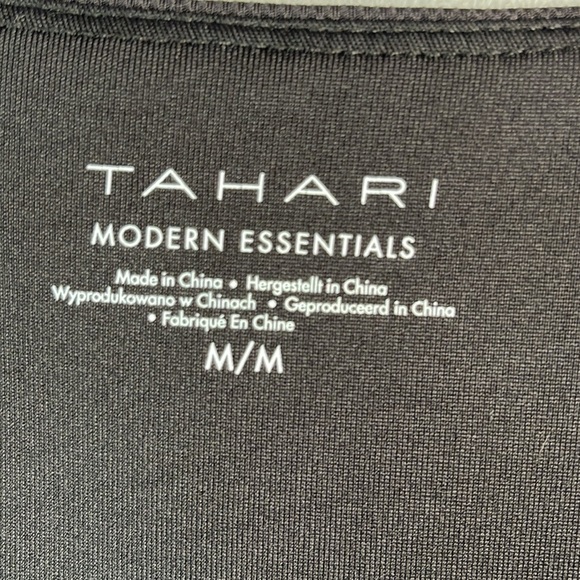 TAHARI
MODERN ESSENTIALS
Made in China • Hergestellt in China
Wyprodukowano w Chinach • Geproduceerd in China
• Fabriqué En Chine
M/M